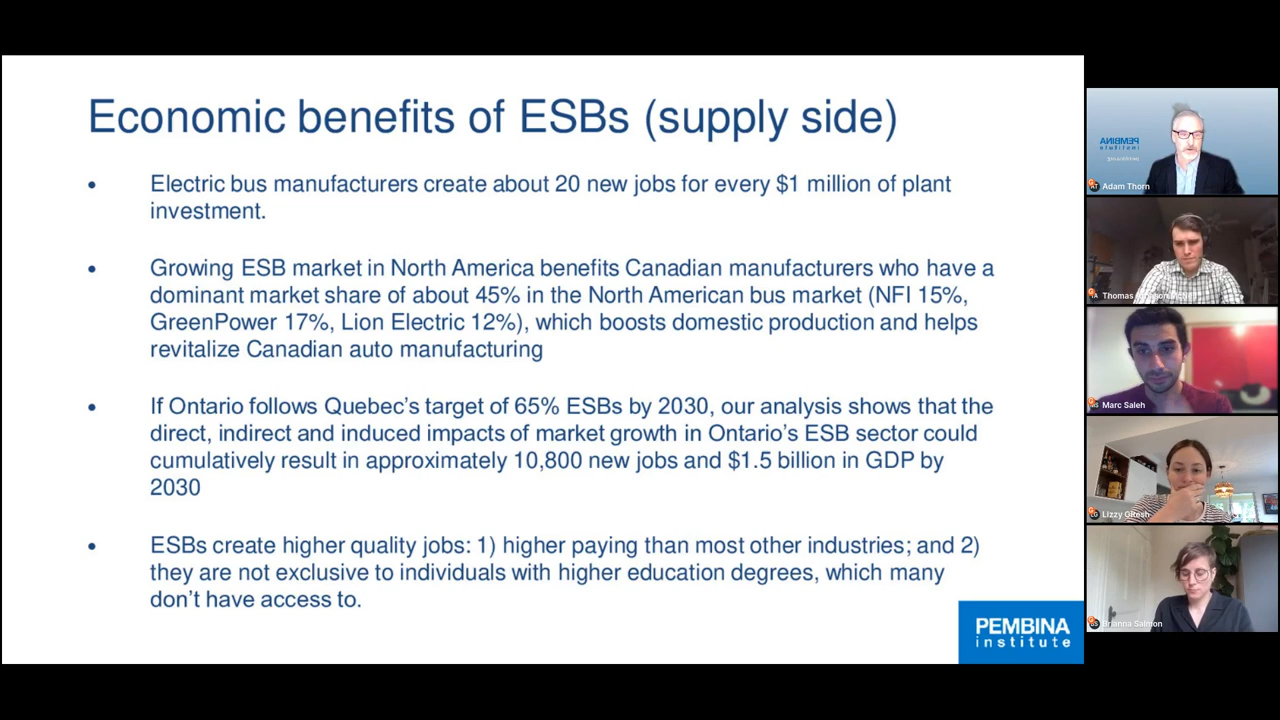 Economic benefits of ESBs (supply side)
• Electric bus manufacturers create about 20 new jobs for every $1 million of plant
investment.
• Growing ESB market in North America benefits Canadian manufacturers who have a
dominant market share of about 45% in the North American bus market (NFI 15%,
GreenPower 17%, Lion Electric 12%), which boosts domestic production and helps
revitalize Canadian auto manufacturing
• If Ontario follows Quebec’s target of 65% ESBs by 2030, our analysis shows that the
direct, indirect and induced impacts of market growth in Ontario’s ESB sector could
cumulatively result in approximately 10,800 new jobs and $1.5 billion in GDP by
2030
• ESBs create higher quality jobs: 1) higher paying than most other industries; and 2)
they are not exclusive to individuals with higher education degrees, which many
don’t have access to.
PEMBINA
institute
PEMBINA
institute
Adam Thorn
Thomas
Marc Saleh
Lizzy
Brianna Salmon